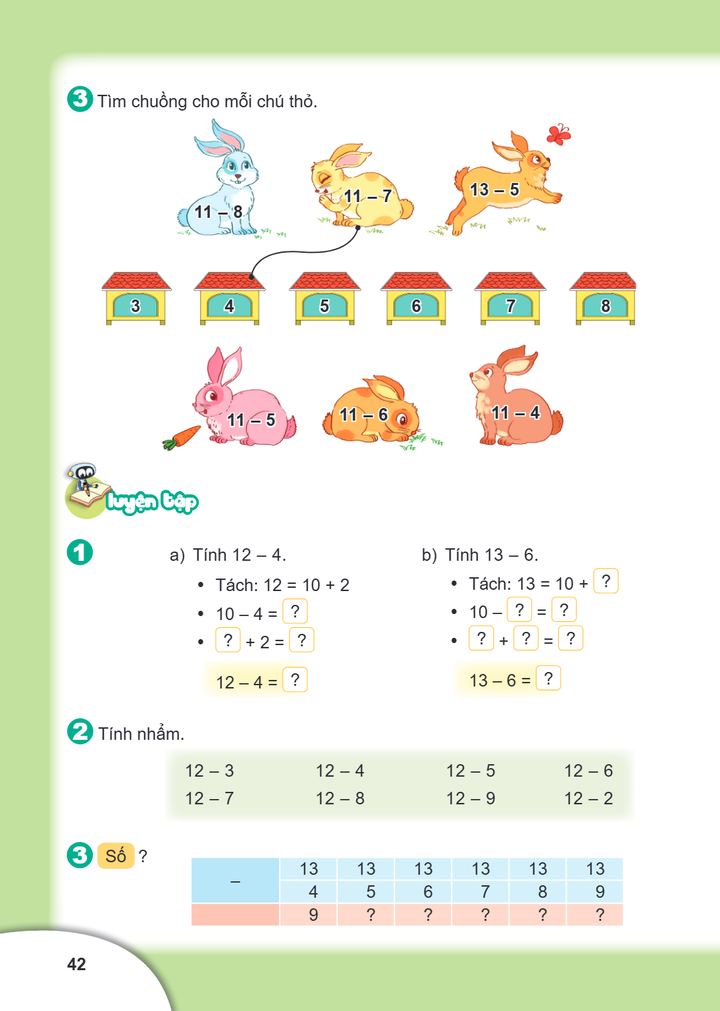 3 Tìm chuồng cho mỗi chú thỏ.
11 – 8 11 – 7 13 – 5
3 4 5 6 7 8
11 – 5 11 – 6 11 – 4
Luyện tập
1 a) Tính 12 – 4. b) Tính 13 – 6.
• Tách: 12 = 10 + 2 • Tách: 13 = 10 + ?
• 10 – 4 = ? • 10 – ? = ?
• ? + 2 = ? • ? + ? = ?
12 – 4 = ? 13 – 6 = ?
2 Tính nhẩm.
12 – 3 12 – 4 12 – 5 12 – 6
12 – 7 12 – 8 12 – 9 12 – 2
3 Số ?
– 13 13 13 13 13 13
4 5 6 7 8 9
9 ? ? ? ? ?
42